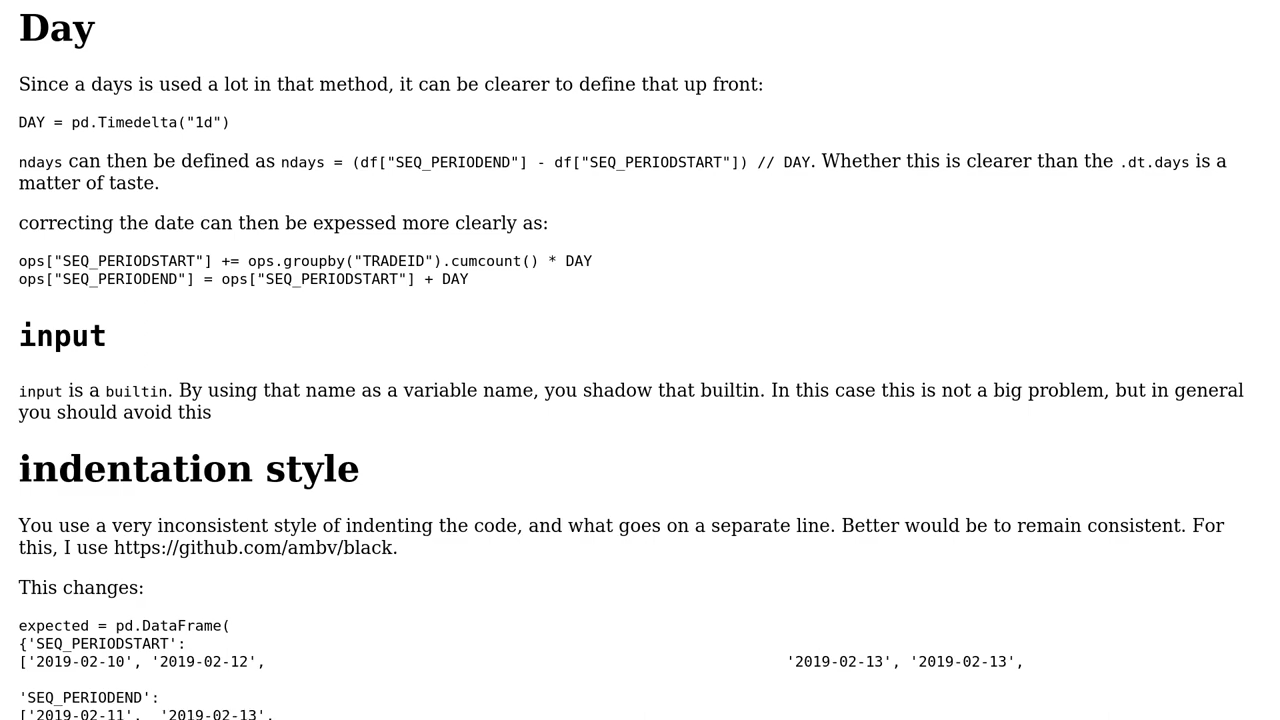 Day
Since a days is used a lot in that method, it can be clearer to define that up front:
DAY = pd.Timedelta("1d")
ndays can then be defined as ndays = (df["SEQ_PERIODEND"] - df["SEQ_PERIODSTART"]) // DAY. Whether this is clearer than the .dt.days is a
matter of taste.
correcting the date can then be expessed more clearly as:
ops["SEQ_PERIODSTART"] += ops.groupby("TRADEID").cumcount() * DAY
ops["SEQ_PERIODEND"] = ops["SEQ_PERIODSTART"] + DAY
input
input is a builtin. By using that name as a variable name, you shadow that builtin. In this case this is not a big problem, but in general
you should avoid this
indentation style
You use a very inconsistent style of indenting the code, and what goes on a separate line. Better would be to remain consistent. For
this, I use https://github.com/ambv/black.
This changes:
expected = pd.DataFrame(
{'SEQ_PERIODSTART':
['2019-02-10', '2019-02-12', '2019-02-13', '2019-02-13',
'SEQ_PERIODEND':
['2019-02-11', '2019-02-13',